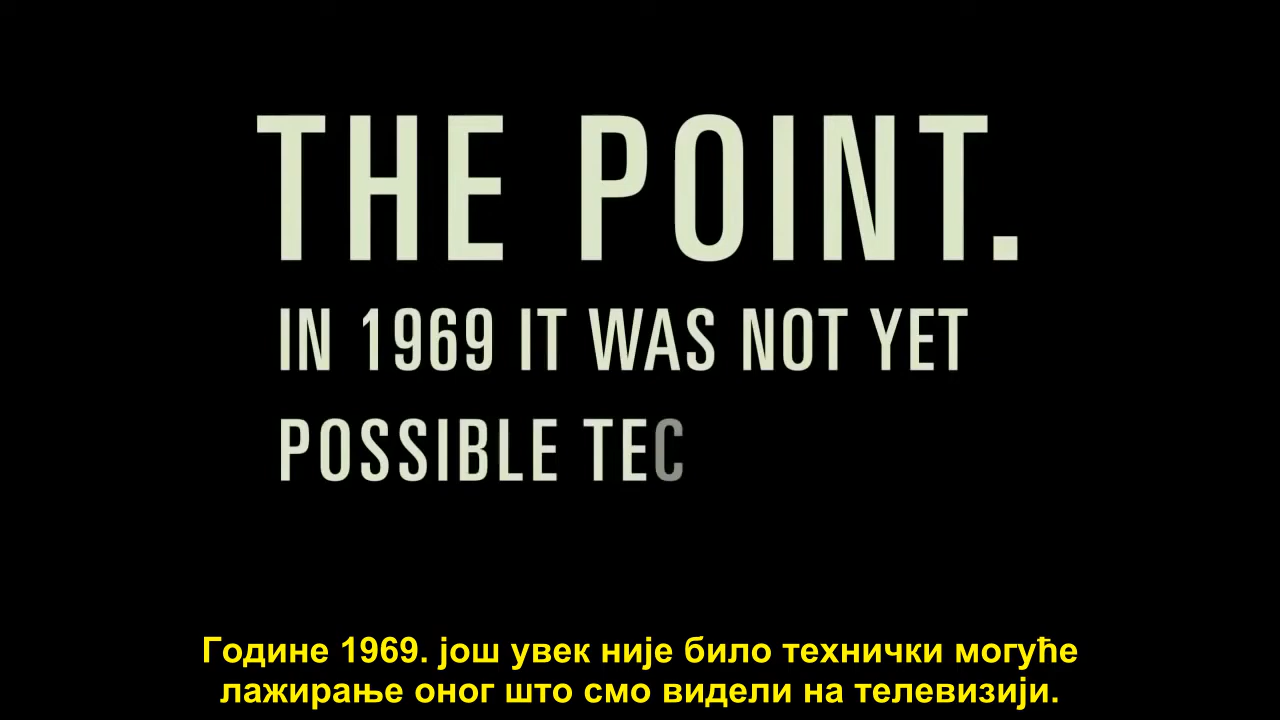 THE POINT.
IN 1969 IT WAS NOT YET
POSSIBLE TEC
Године 1969. још увек није било технички могуће
лажирање оног што смо видели на телевизији.